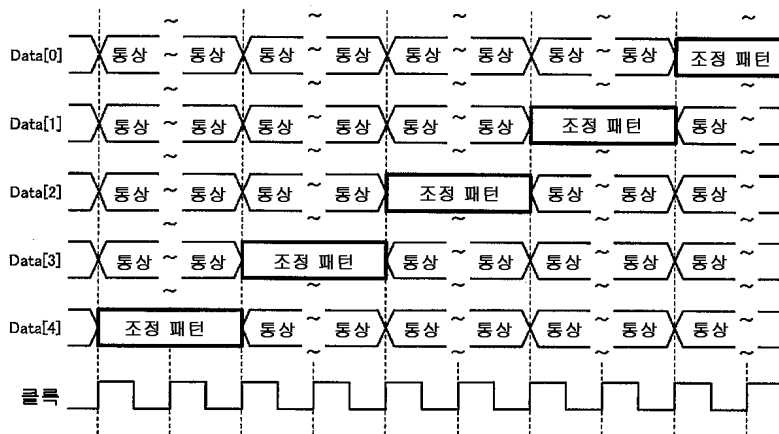 Data[0] 통상 ~ 통상 통상 ~ 통상 통상 ~ 통상 통상 ~ 통상 조정 패턴
Data[1] 통상 ~ 통상 통상 ~ 통상 통상 ~ 통상 조정 패턴 통상 ~
Data[2] 통상 ~ 통상 통상 ~ 통상 조정 패턴 통상 ~ 통상 통상 ~
Data[3] 통상 ~ 통상 조정 패턴 통상 ~ 통상 통상 ~ 통상 통상 ~
Data[4] 조정 패턴 통상 ~ 통상 통상 ~ 통상 통상 ~ 통상 통상 ~
클록